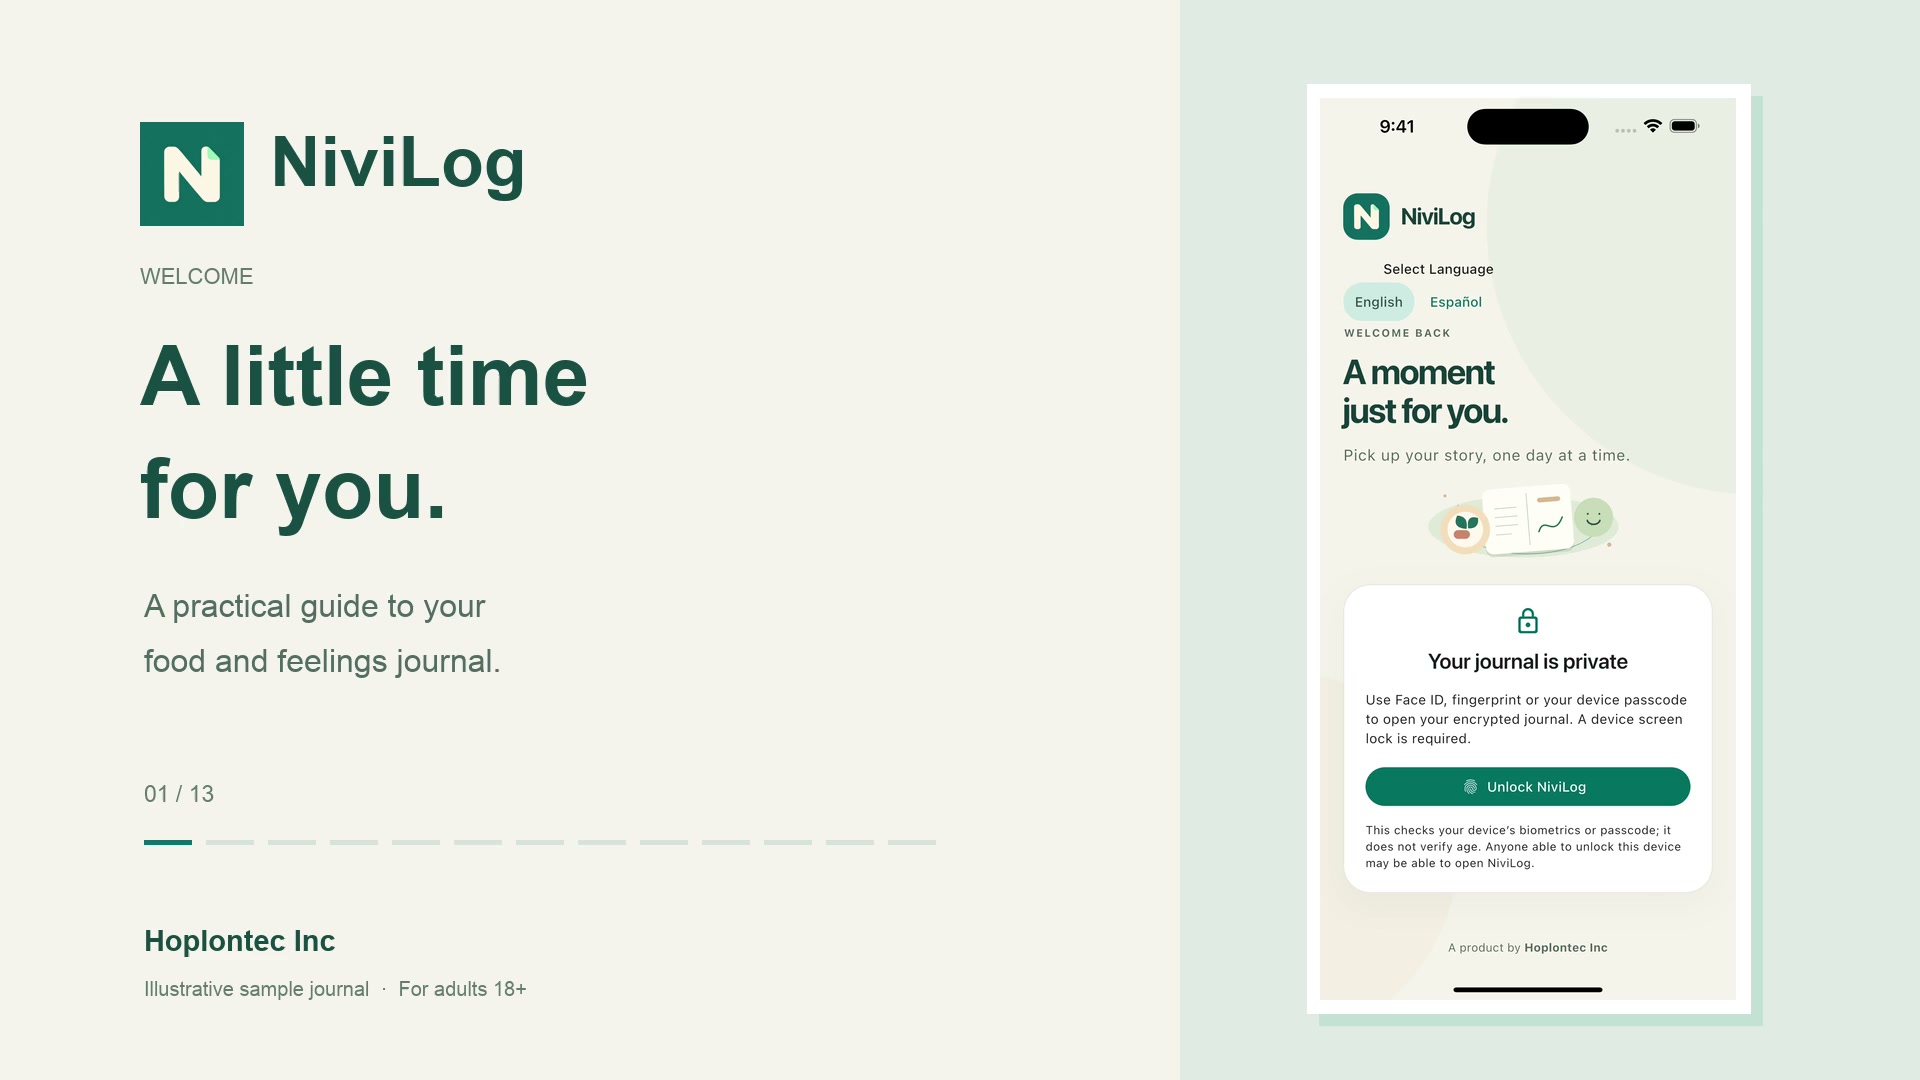 NiviLog
WELCOME
A little time
for you.
A practical guide to your
food and feelings journal.
01 / 13
Hoplontec Inc
Illustrative sample journal · For adults 18+
9:41
NiviLog
Select Language
English Español
WELCOME BACK
A moment
just for you.
Pick up your story, one day at a time.
Your journal is private
Use Face ID, fingerprint or your device passcode
to open your encrypted journal. A device screen
lock is required.
Unlock NiviLog
This checks your device's biometrics or passcode; it
does not verify age. Anyone able to unlock this device
may be able to open NiviLog.
A product by Hoplontec Inc